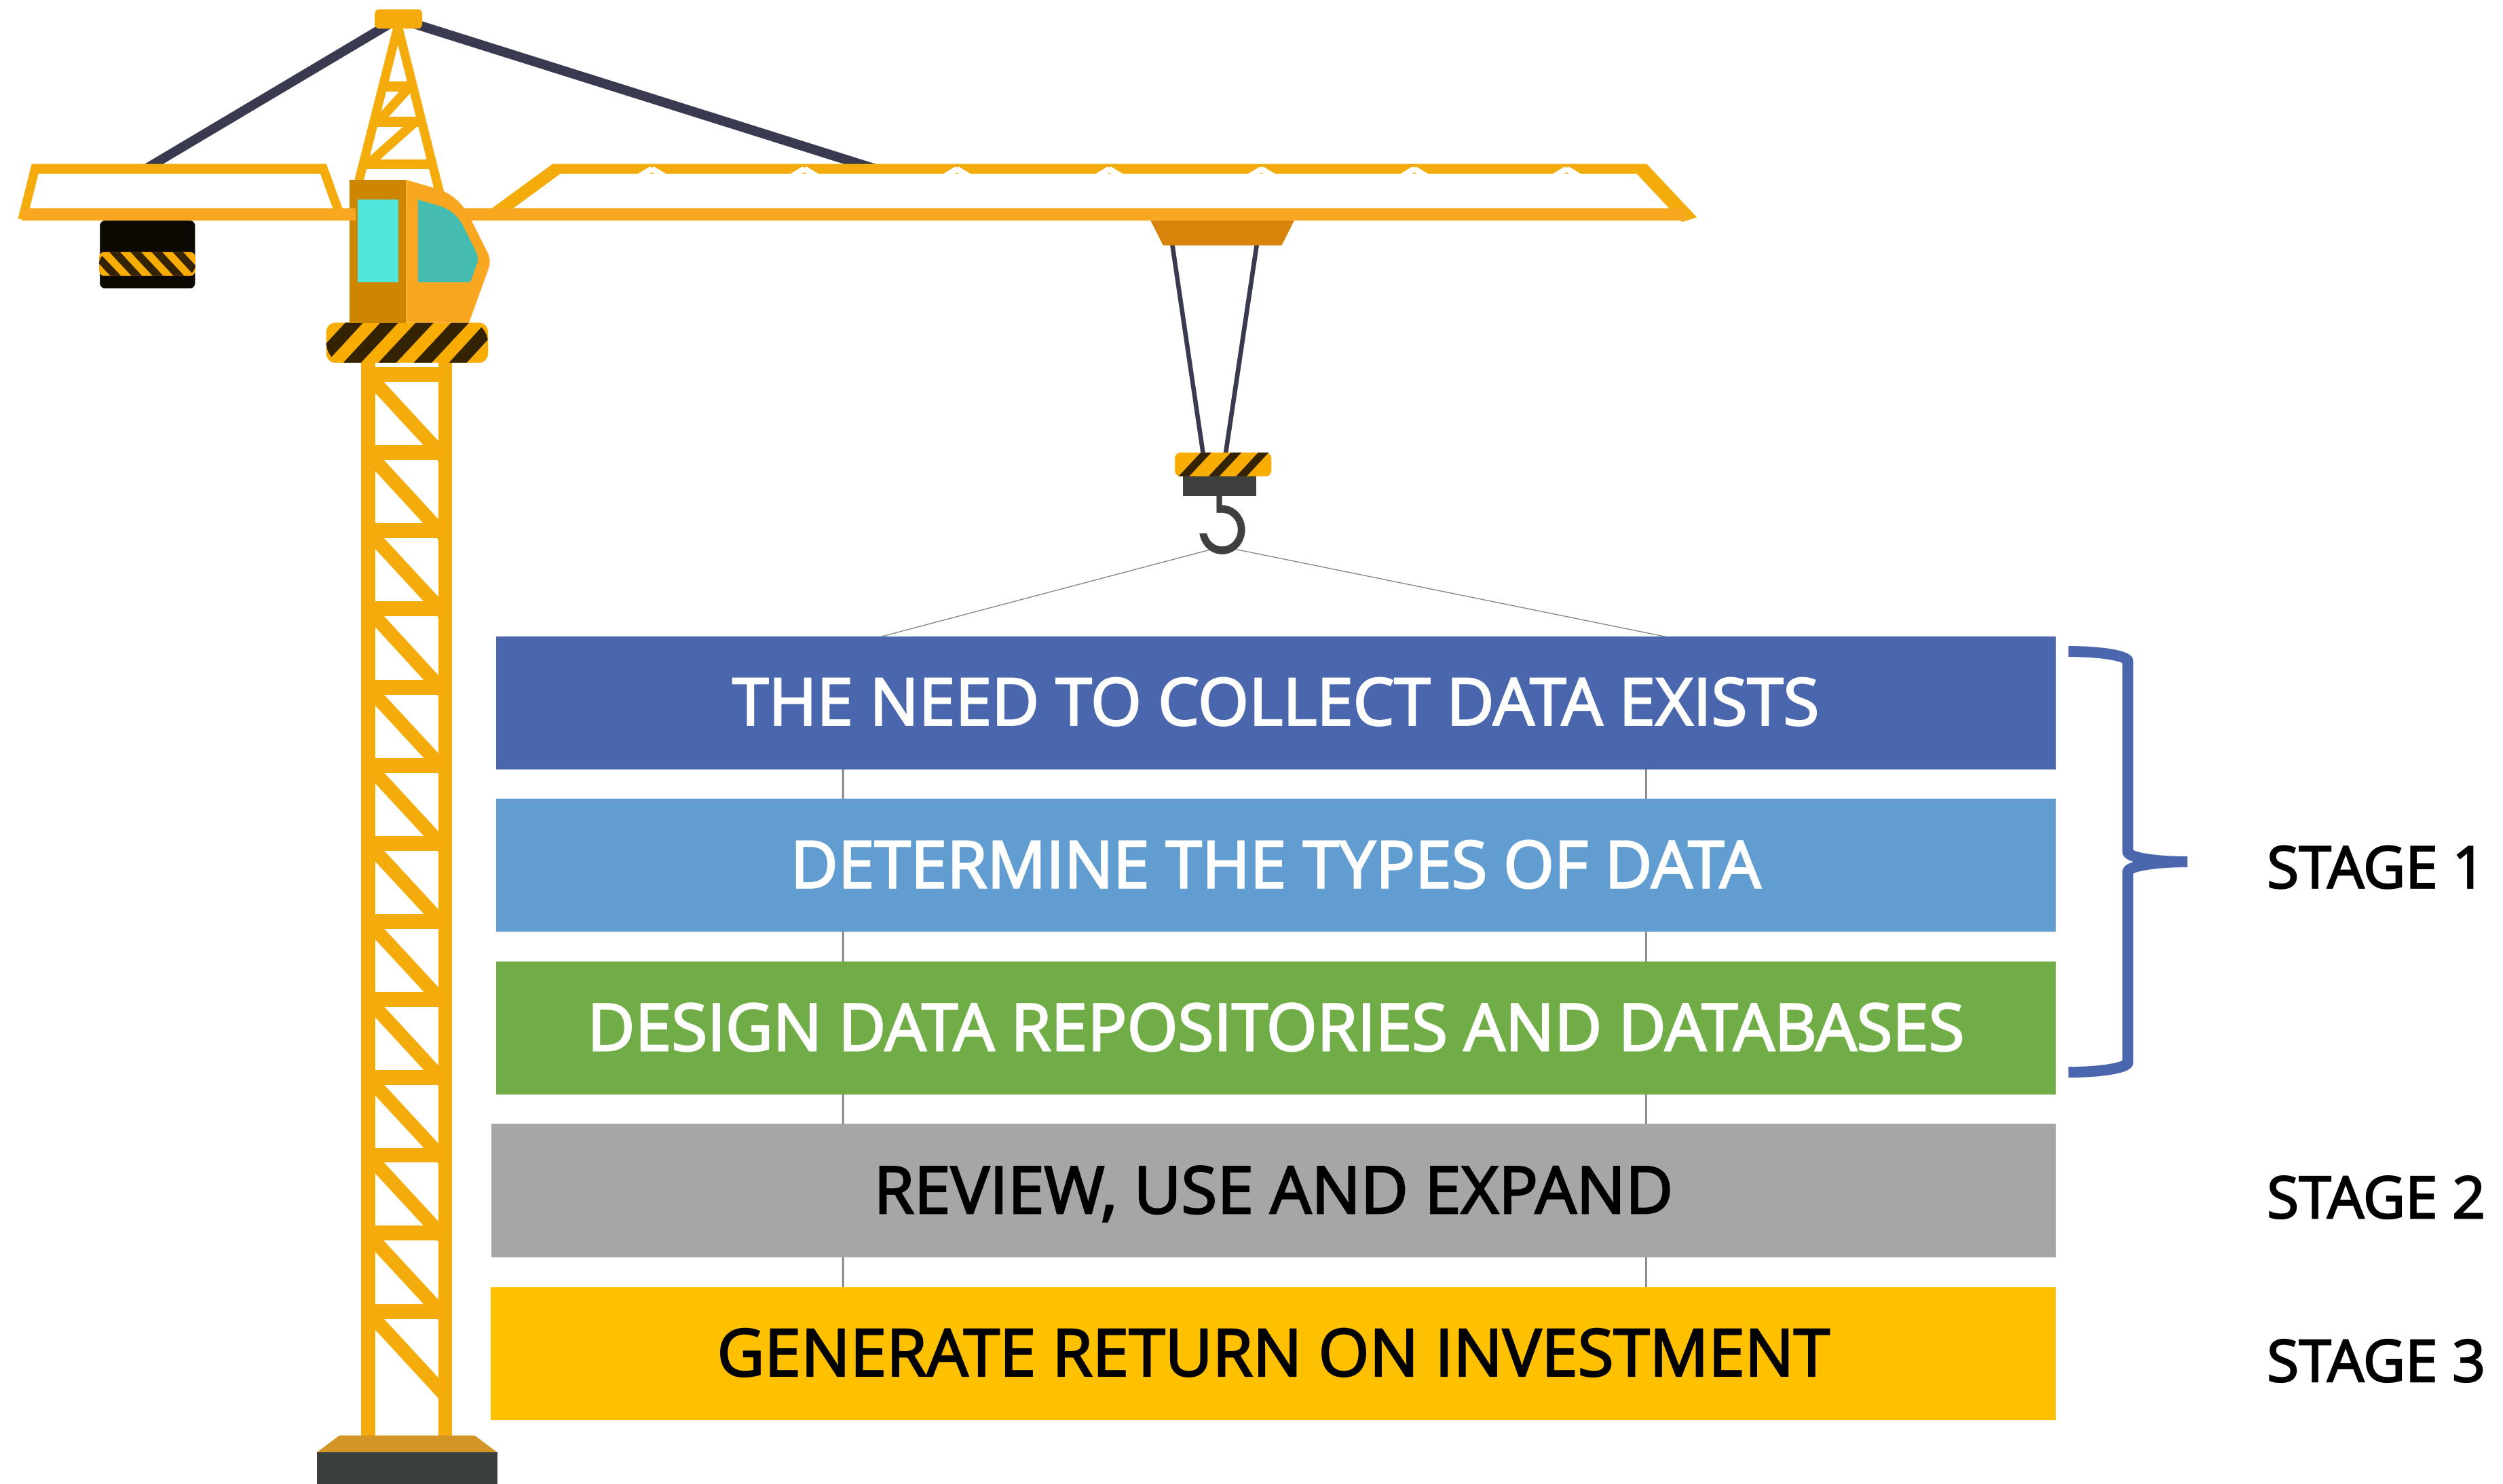 THE NEED TO COLLECT DATA EXISTS
DETERMINE THE TYPES OF DATA
STAGE 1
DESIGN DATA REPOSITORIES AND DATABASES
REVIEW, USE AND EXPAND
STAGE 2
GENERATE RETURN ON INVESTMENT
STAGE 3